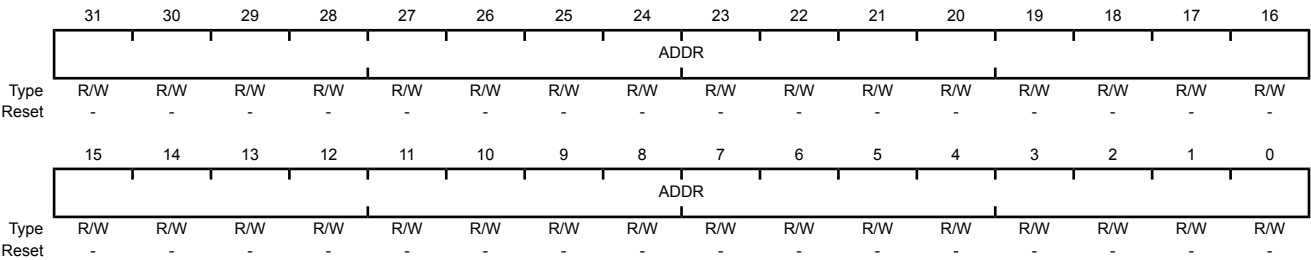 31 30 29 28 27 26 25 24 23 22 21 20 19 18 17 16
ADDR
Type R/W R/W R/W R/W R/W R/W R/W R/W R/W R/W R/W R/W R/W R/W R/W R/W
Reset - - - - - - - - - - - - - - - -
15 14 13 12 11 10 9 8 7 6 5 4 3 2 1 0
ADDR
Type R/W R/W R/W R/W R/W R/W R/W R/W R/W R/W R/W R/W R/W R/W R/W R/W
Reset - - - - - - - - - - - - - - - -